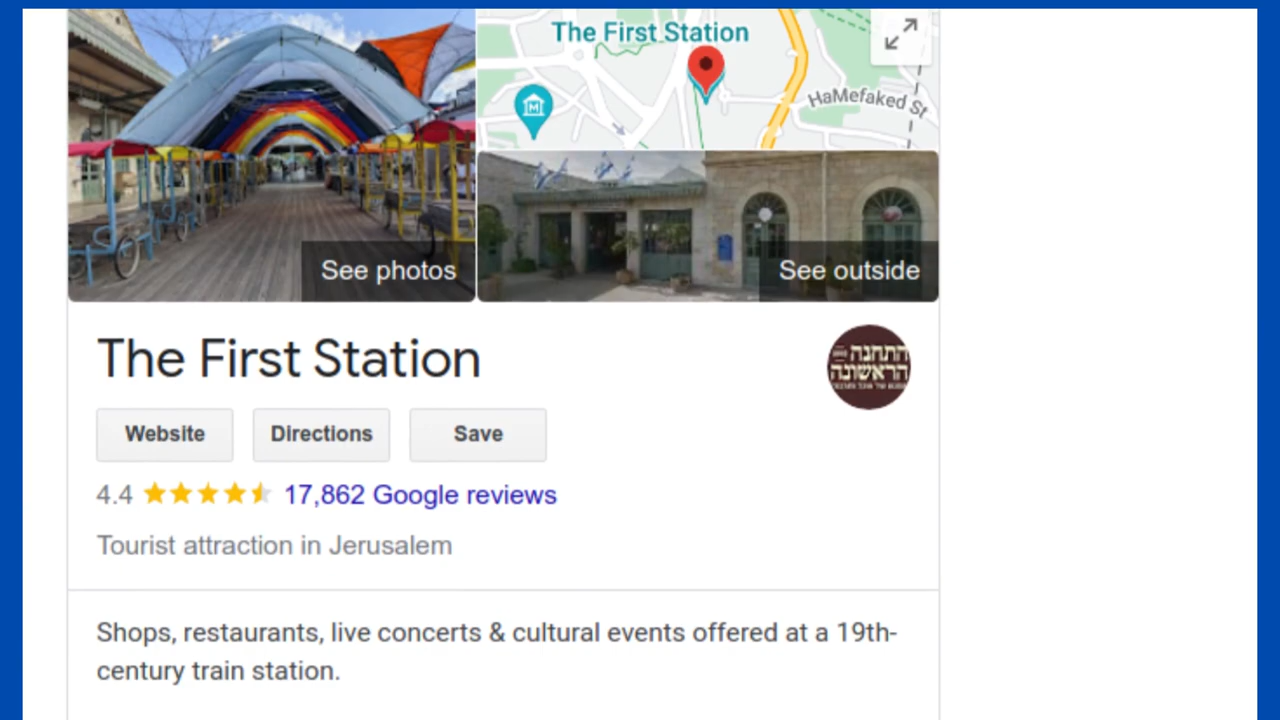 The First Station
HaMefaked St
See photos
See outside
The First Station
התחנה
הראשונה
Website
Directions
Save
4.4
17,862 Google reviews
Tourist attraction in Jerusalem
Shops, restaurants, live concerts & cultural events offered at a 19th-
century train station.